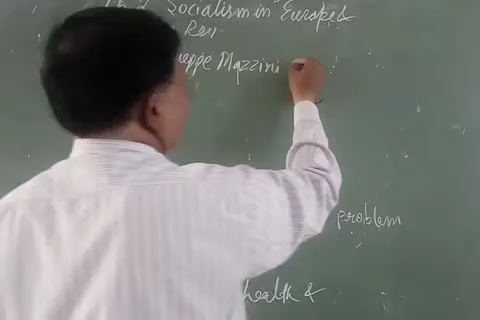 Ch 2 Socialism in Europe &
Rev
eppe Mazzini
problem
health &